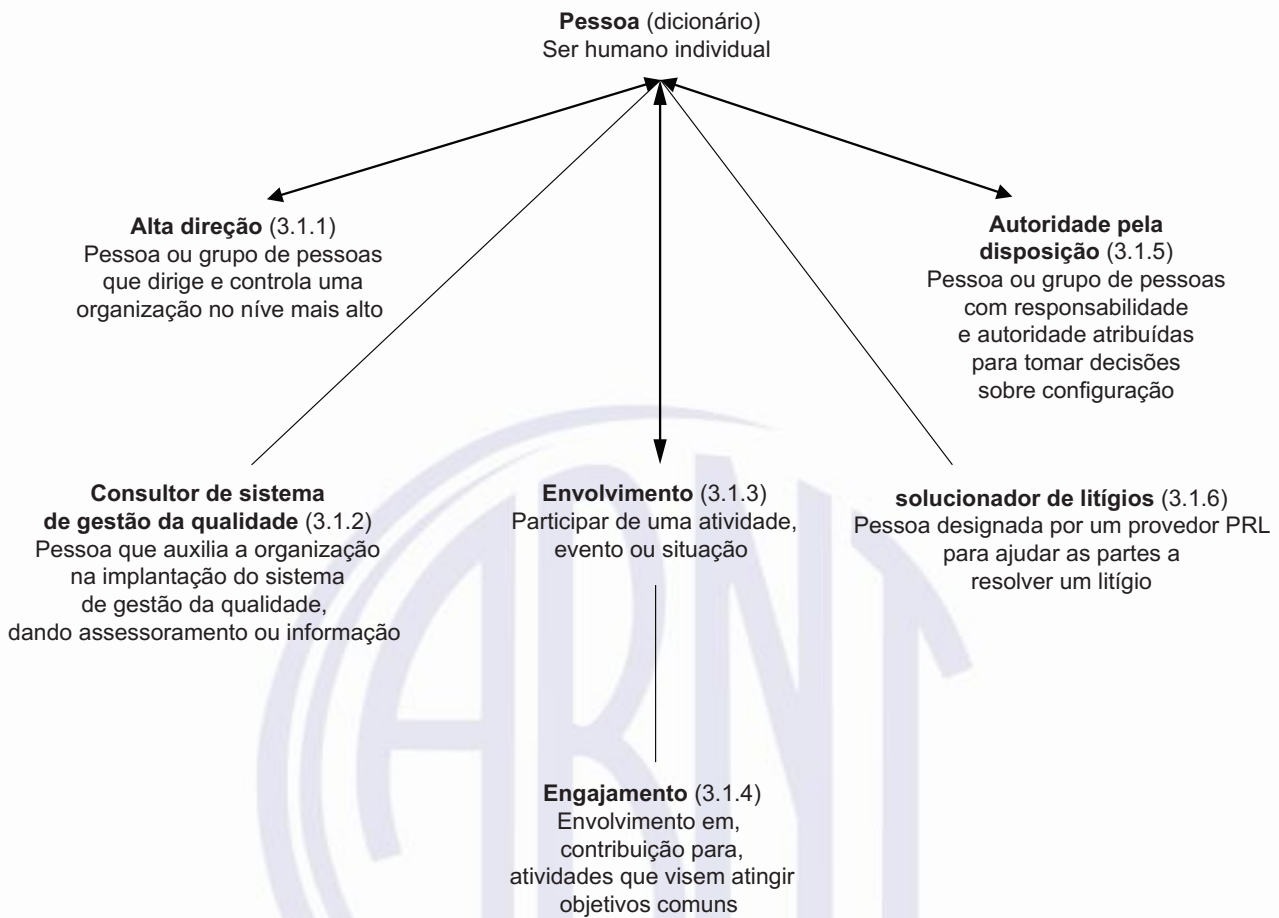 Pessoa (dicionário)
Ser humano individual
Alta direção (3.1.1)
Pessoa ou grupo de pessoas
que dirige e controla uma
organização no níve mais alto
Autoridade pela
disposição (3.1.5)
Pessoa ou grupo de pessoas
com responsabilidade
e autoridade atribuídas
para tomar decisões
sobre configuração
Consultor de sistema
de gestão da qualidade (3.1.2)
Pessoa que auxilia a organização
na implantação do sistema
de gestão da qualidade,
dando assessoramento ou informação
Envolvimento (3.1.3)
Participar de uma atividade,
evento ou situação
solucionador de litígios (3.1.6)
Pessoa designada por um provedor PRL
para ajudar as partes a
resolver um litígio
Engajamento (3.1.4)
Envolvimento em,
contribuição para,
atividades que visem atingir
objetivos comuns
ABNT